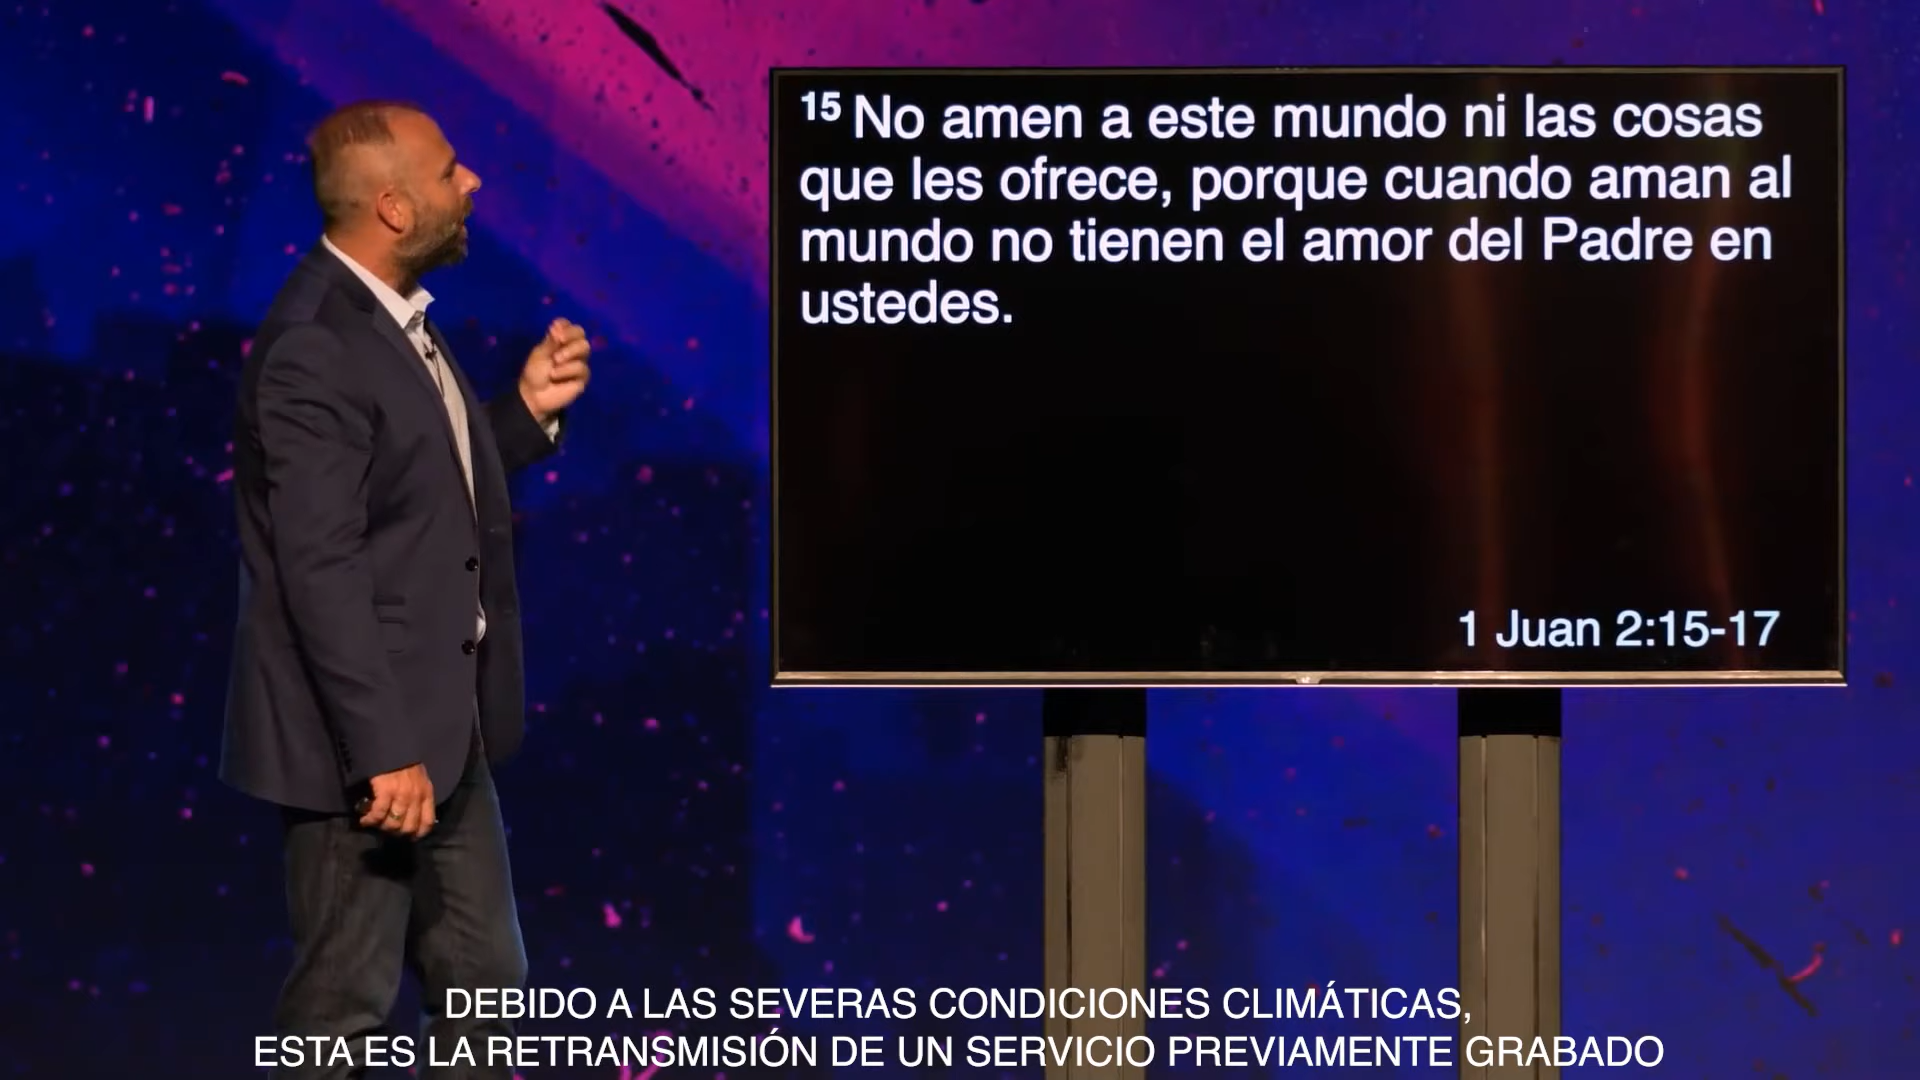 15 No amen a este mundo ni las cosas
que les ofrece, porque cuando aman al
mundo no tienen el amor del Padre en
ustedes.
1 Juan 2:15-17
DEBIDO A LAS SEVERAS CONDICIONES CLIMÁTICAS,
ESTA ES LA RETRANSMISIÓN DE UN SERVICIO PREVIAMENTE GRABADO